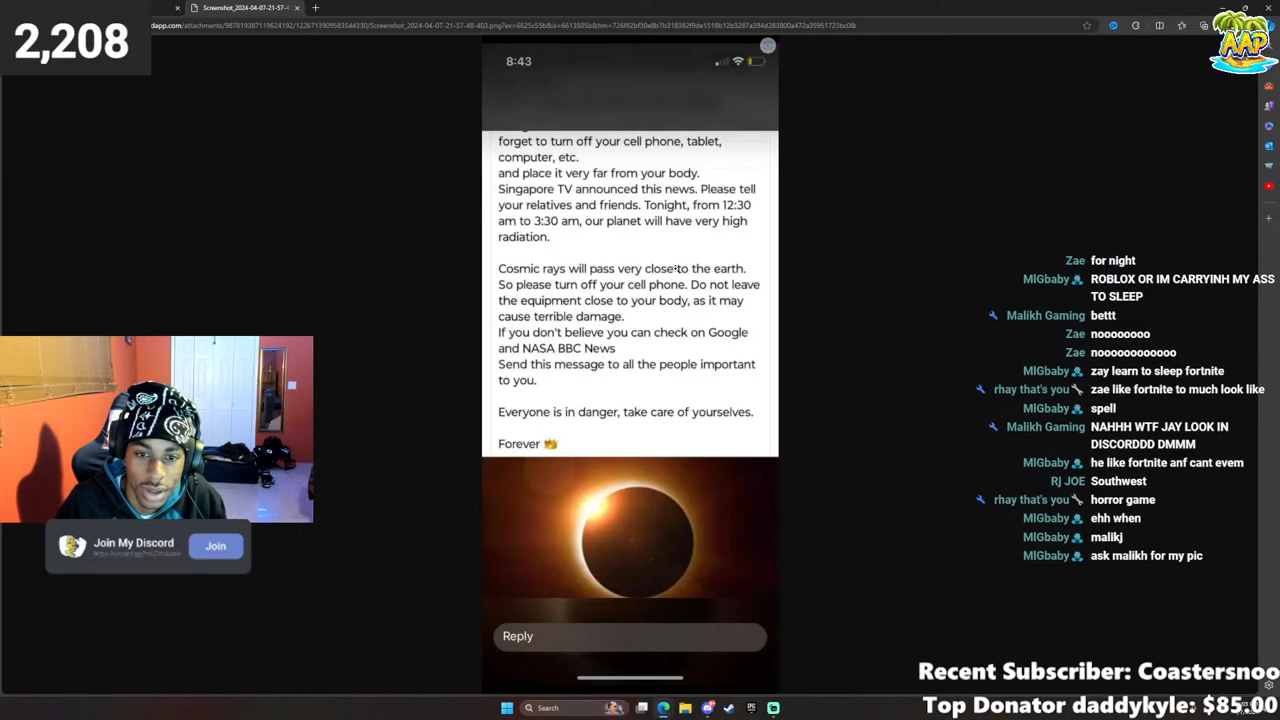 2,208
Screenshot_2024-04-07-21-57-4
AAP
8:43
forget to turn off your cell phone, tablet,
computer, etc.
and place it very far from your body.
Singapore TV announced this news. Please tell
your relatives and friends. Tonight, from 12:30
am to 3:30 am, our planet will have very high
radiation.
Cosmic rays will pass very close to the earth.
So please turn off your cell phone. Do not leave
the equipment close to your body, as it may
cause terrible damage.
If you don't believe you can check on Google
and NASA BBC News
Send this message to all the people important
to you.
Everyone is in danger, take care of yourselves.
Forever
Reply
Join My Discord
Join
Zae for night
MIGbaby ROBLOX OR IM CARRYINH MY ASS
TO SLEEP
Malikh Gaming bettt
Zae noooooooo
Zae noooooooooooo
MIGbaby zay learn to sleep fortnite
rhay that's you zae like fortnite to much look like
MIGbaby spell
Malikh Gaming NAHHH WTF JAY LOOK IN
DISCORDDD DMMM
MIGbaby he like fortnite anf cant evem
Rj JOE Southwest
rhay that's you horror game
MIGbaby ehh when
MIGbaby malikj
MIGbaby ask malikh for my pic
Recent Subscriber: Coastersnoo
Top Donator daddykyle: $85.00
Search